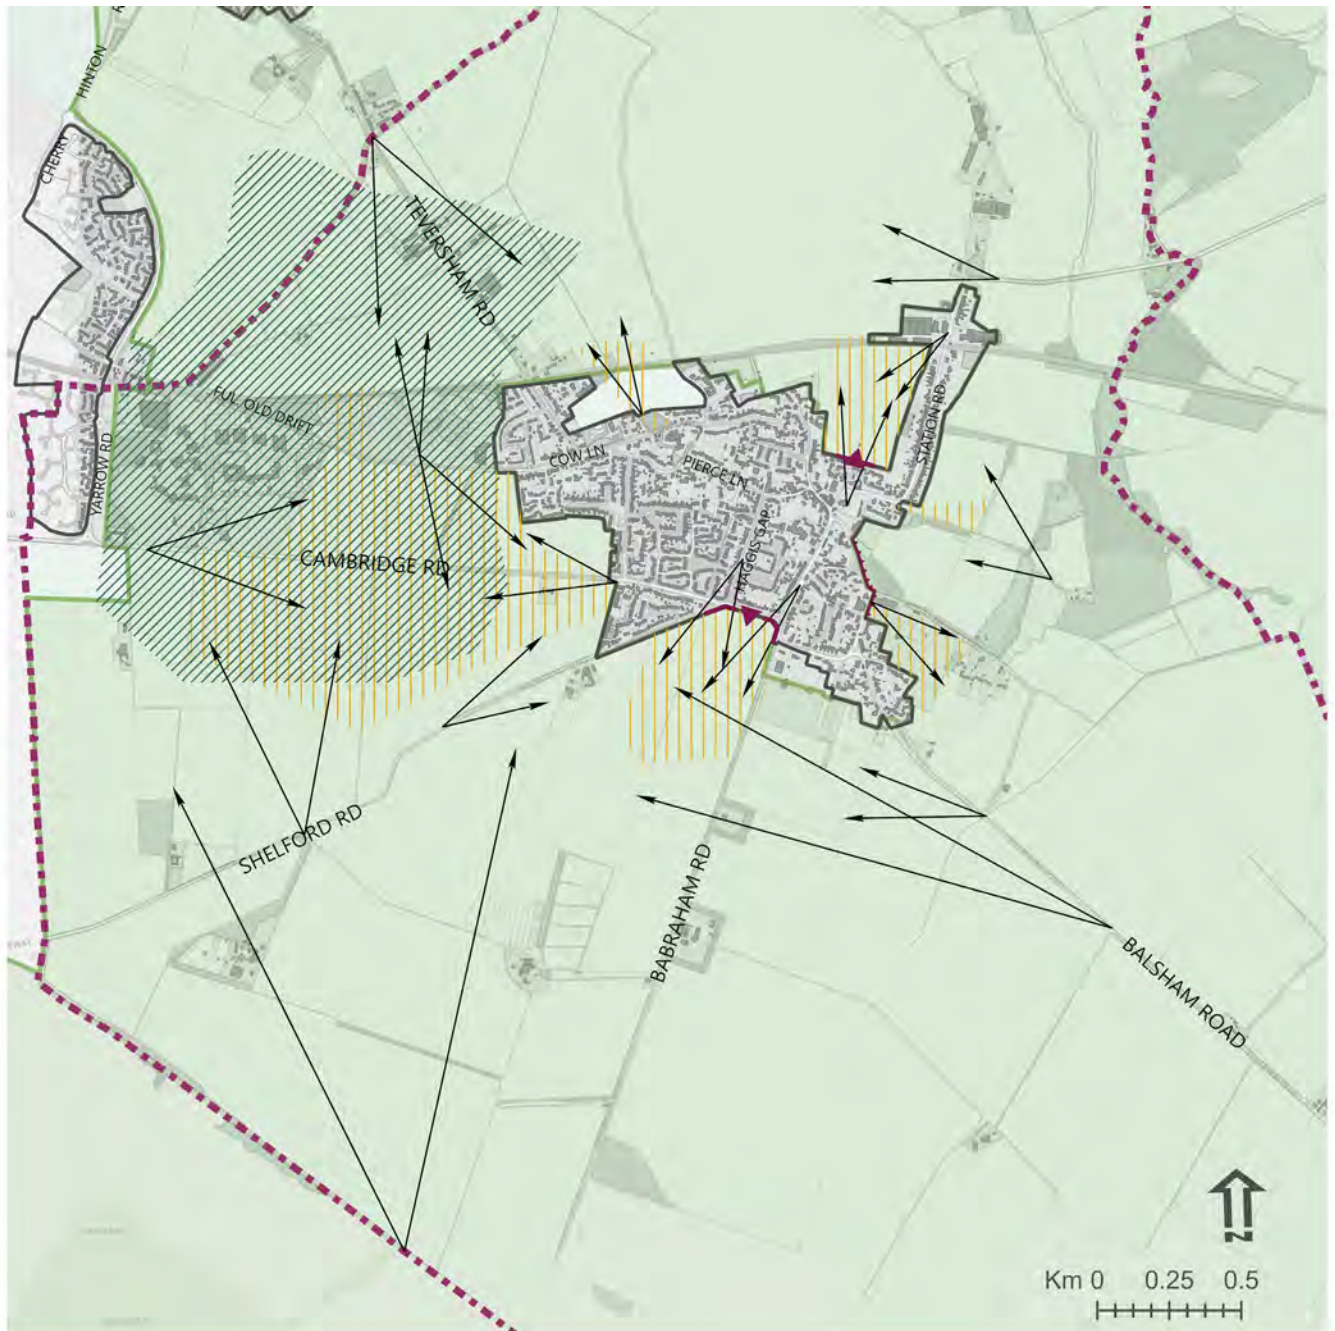 HINTON
CHERRY
TEVERSHAM RD
FUL OLD DRIFT
YARROW RD
COW LN
PIERCE LN
STATION RD
HAGGIS GAP
CAMBRIDGE RD
SHELFORD RD
BABRAHAM RD
BALSHAM ROAD
N
Km 0 0.25 0.5